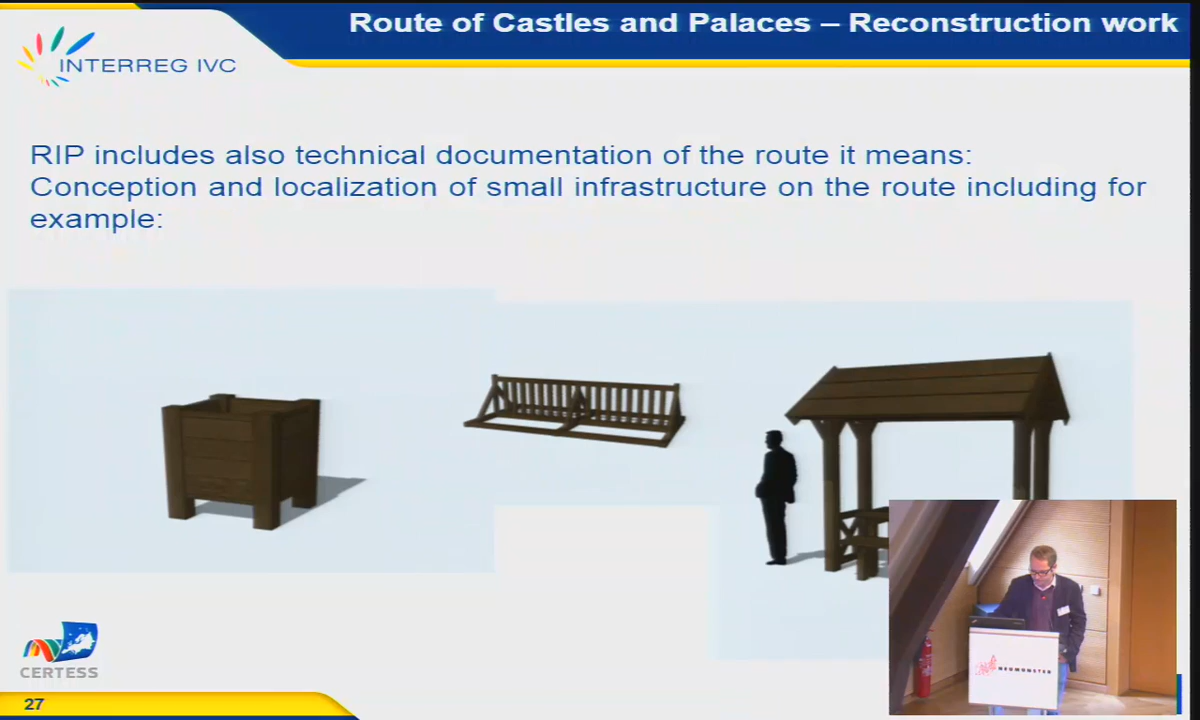 Route of Castles and Palaces – Reconstruction work
INTERREG IVC
RIP includes also technical documentation of the route it means:
Conception and localization of small infrastructure on the route including for
example:
CERTESS
NEUMÜNSTER
27